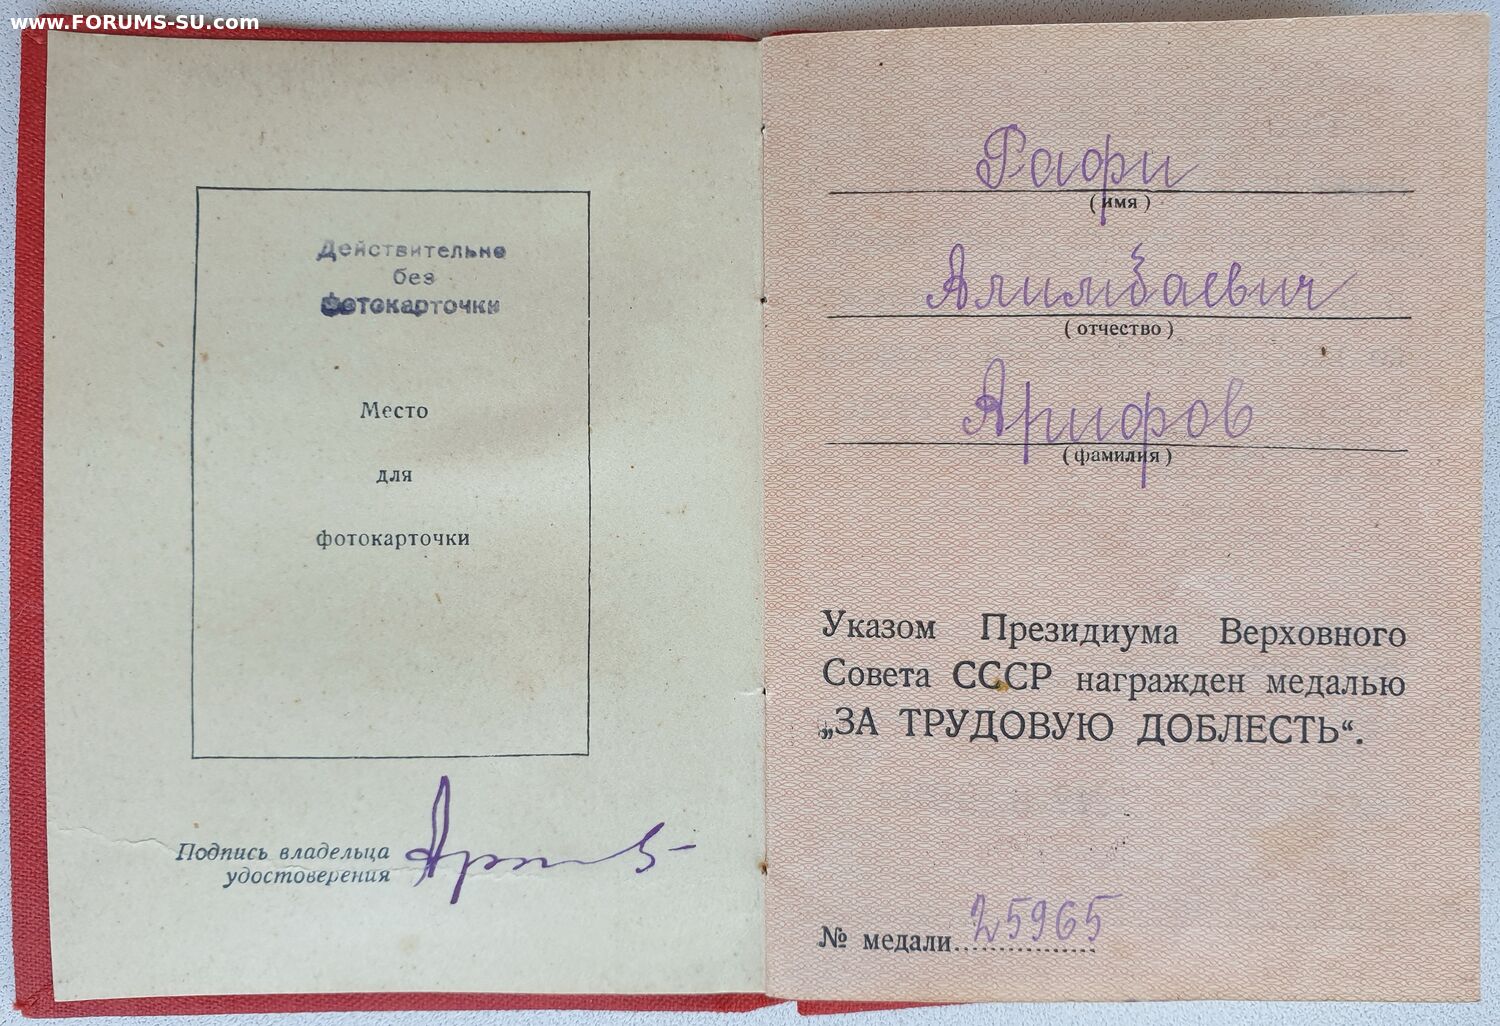 www.FORUMS-SU.com
Действительно
без
фотокарточки
Место
для
фотокарточки
Подпись владельца
удостоверения
Рафи
(имя)
Алимбаевич
(отчество)
Арифов
(фамилия)
Указом Президиума Верховного
Совета СССР награжден медалью
„ЗА ТРУДОВУЮ ДОБЛЕСТЬ“.
№ медали 25965